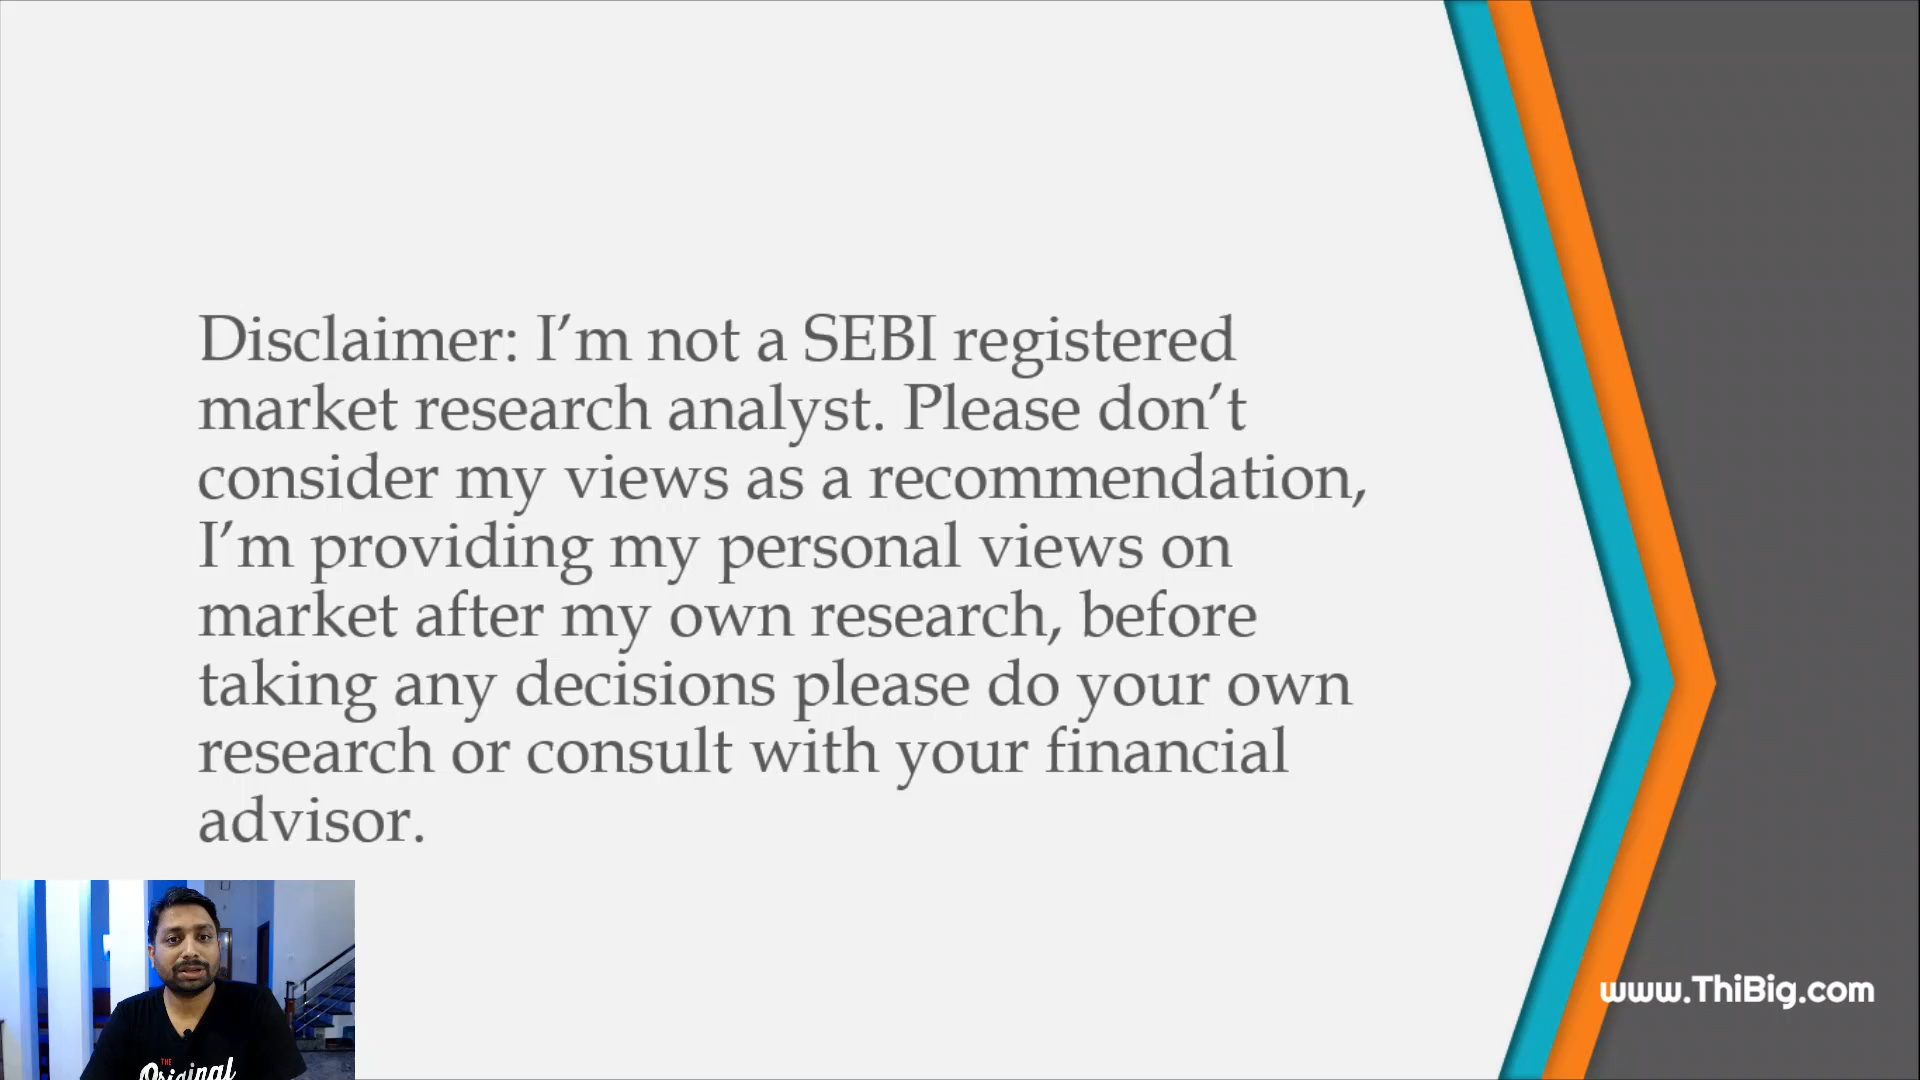 Disclaimer: I’m not a SEBI registered
market research analyst. Please don’t
consider my views as a recommendation,
I’m providing my personal views on
market after my own research, before
taking any decisions please do your own
research or consult with your financial
advisor.
THE
Original
www.ThiBig.com